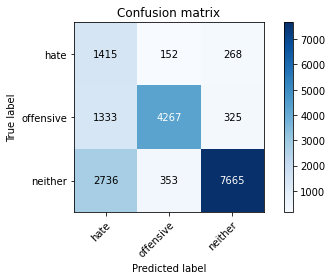 Confusion matrix
True label
hate 1415 152 268
offensive 1333 4267 325
neither 2736 353 7665
hate offensive neither
Predicted label
7000
6000
5000
4000
3000
2000
1000